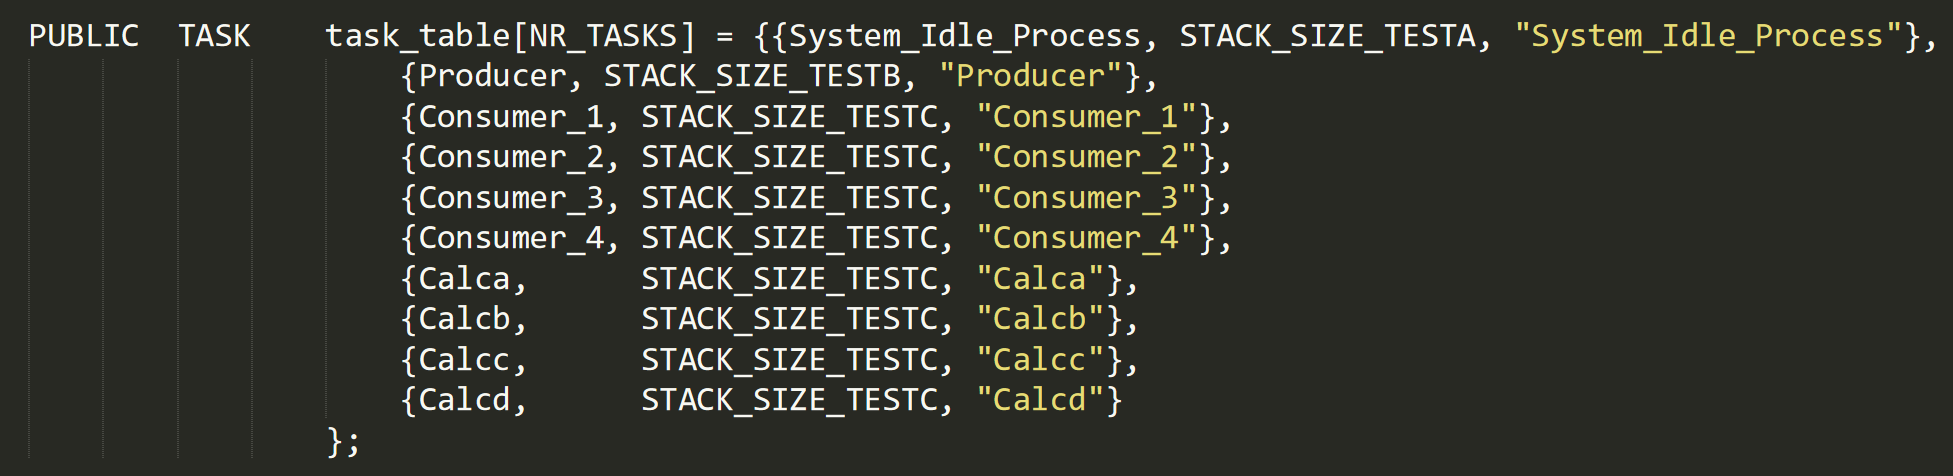 PUBLIC  TASK    task_table[NR_TASKS] = {{System_Idle_Process, STACK_SIZE_TESTA, "System_Idle_Process"},
                    {Producer, STACK_SIZE_TESTB, "Producer"},
                    {Consumer_1, STACK_SIZE_TESTC, "Consumer_1"},
                    {Consumer_2, STACK_SIZE_TESTC, "Consumer_2"},
                    {Consumer_3, STACK_SIZE_TESTC, "Consumer_3"},
                    {Consumer_4, STACK_SIZE_TESTC, "Consumer_4"},
                    {Calca,      STACK_SIZE_TESTC, "Calca"},
                    {Calcb,      STACK_SIZE_TESTC, "Calcb"},
                    {Calcc,      STACK_SIZE_TESTC, "Calcc"},
                    {Calcd,      STACK_SIZE_TESTC, "Calcd"}
                };